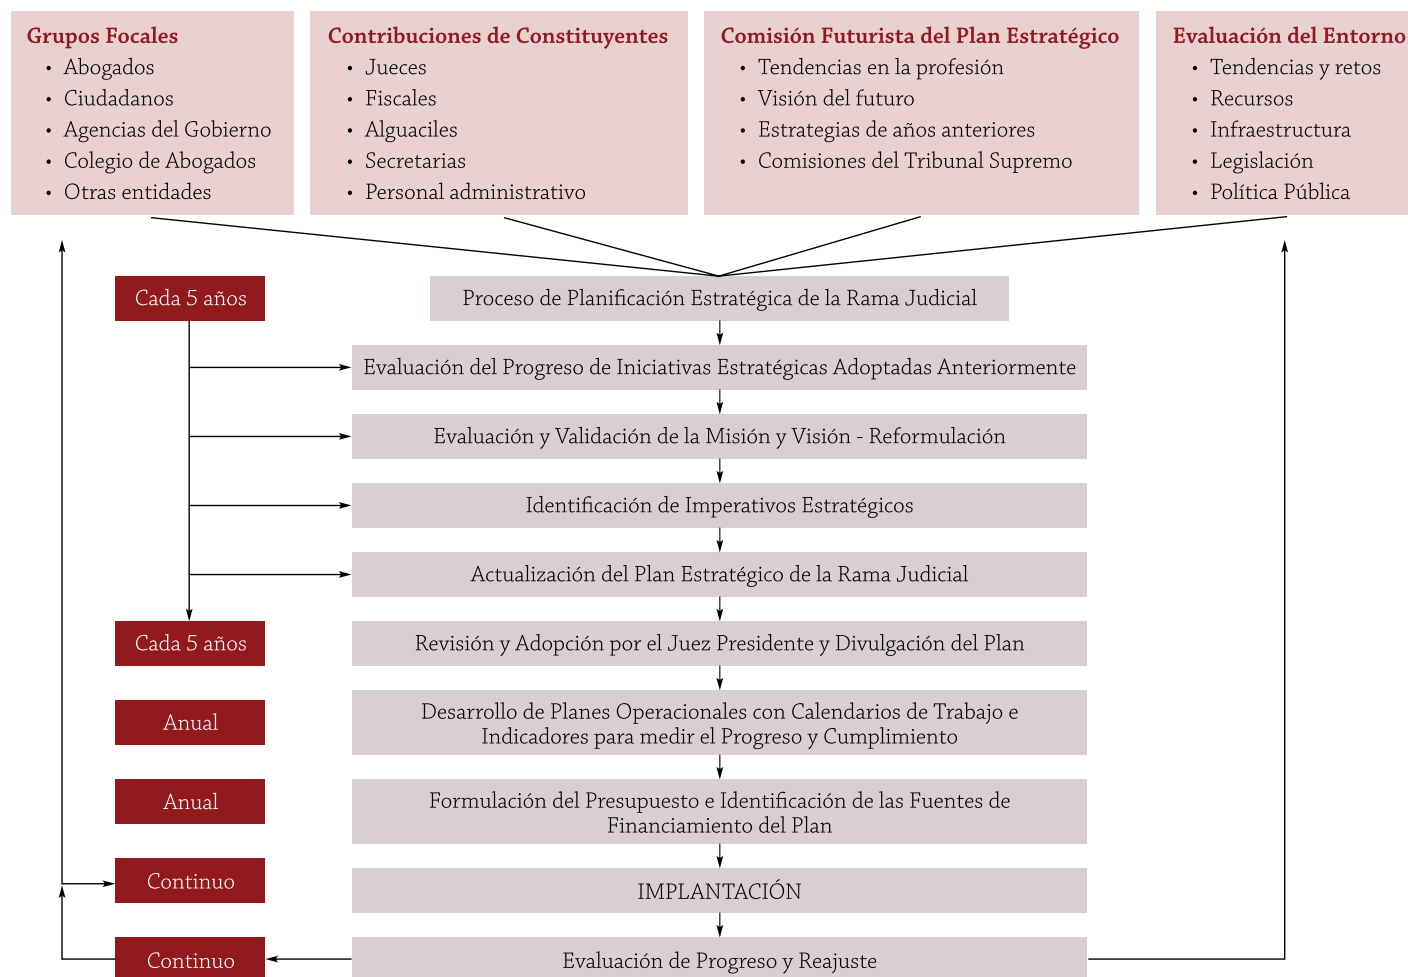 Grupos Focales
• Abogados
• Ciudadanos
• Agencias del Gobierno
• Colegio de Abogados
• Otras entidades
Contribuciones de Constituyentes
• Jueces
• Fiscales
• Alguaciles
• Secretarias
• Personal administrativo
Comisión Futurista del Plan Estratégico
• Tendencias en la profesión
• Visión del futuro
• Estrategias de años anteriores
• Comisiones del Tribunal Supremo
Evaluación del Entorno
• Tendencias y retos
• Recursos
• Infraestructura
• Legislación
• Política Pública
Cada 5 años
Proceso de Planificación Estratégica de la Rama Judicial
Evaluación del Progreso de Iniciativas Estratégicas Adoptadas Anteriormente
Evaluación y Validación de la Misión y Visión - Reformulación
Identificación de Imperativos Estratégicos
Actualización del Plan Estratégico de la Rama Judicial
Cada 5 años
Revisión y Adopción por el Juez Presidente y Divulgación del Plan
Anual
Desarrollo de Planes Operacionales con Calendarios de Trabajo e
Indicadores para medir el Progreso y Cumplimiento
Anual
Formulación del Presupuesto e Identificación de las Fuentes de
Financiamiento del Plan
Continuo
IMPLANTACIÓN
Continuo
Evaluación de Progreso y Reajuste